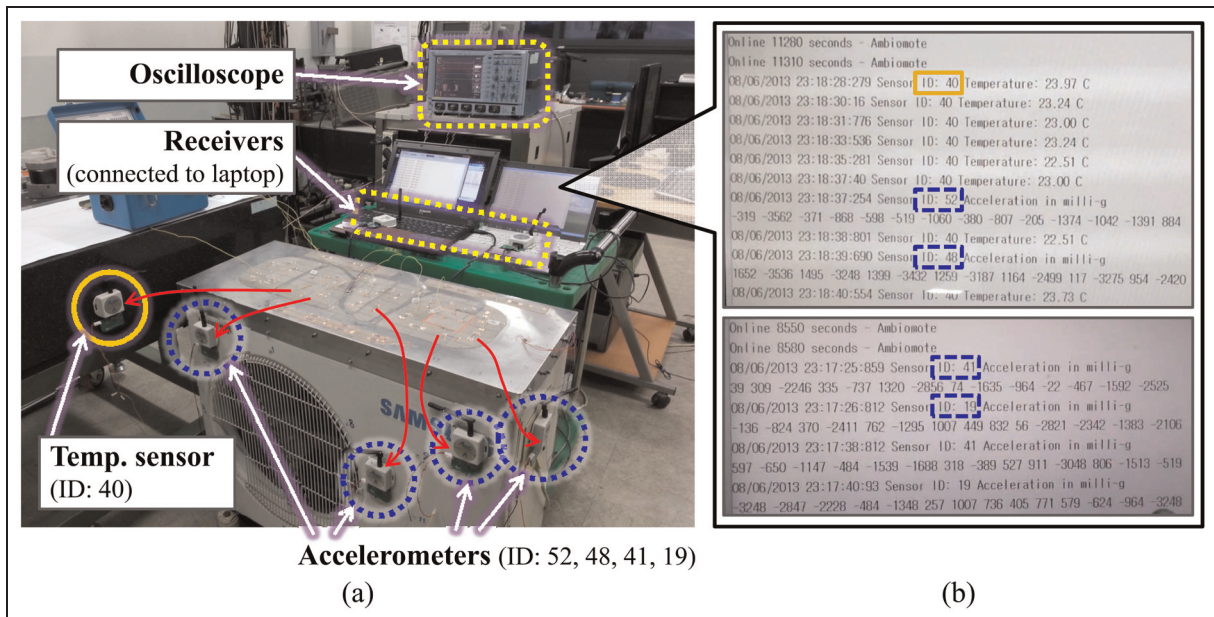 Oscilloscope
Receivers
(connected to laptop)
SAMS
Temp. sensor
(ID: 40)
Accelerometers (ID: 52, 48, 41, 19)
(a)
Online 11280 seconds - Ambiomote
Online 11310 seconds - Ambiomote
08/06/2013 23:18:28:279 Sensor ID: 40 Temperature: 23.97 C
08/06/2013 23:18:30:16 Sensor ID: 40 Temperature: 23.24 C
08/06/2013 23:18:31:776 Sensor ID: 40 Temperature: 23.00 C
08/06/2013 23:18:33:536 Sensor ID: 40 Temperature: 23.24 C
08/06/2013 23:18:35:281 Sensor ID: 40 Temperature: 22.51 C
08/06/2013 23:18:37:40 Sensor ID: 40 Temperature: 23.00 C
08/06/2013 23:18:37:254 Sensor ID: 52 Acceleration in milli-g
-319 -3562 -371 -868 -598 -519 -1060 -380 -807 -205 -1374 -1042 -1391 884
08/06/2013 23:18:38:801 Sensor ID: 40 Temperature: 22.51 C
08/06/2013 23:18:39:690 Sensor ID: 48 Acceleration in milli-g
1652 -3536 1495 -3248 1399 -3432 1259 -3187 1164 -2499 117 -3275 954 -2420
08/06/2013 23:18:40:554 Sensor ID: 40 Temperature: 23.73 C
Online 8550 seconds - Ambiomote
Online 8580 seconds - Ambiomote
08/06/2013 23:17:25:859 Sensor ID: 41 Acceleration in milli-g
39 309 -2246 335 -737 1320 -2856 74 -1635 -964 -22 -467 -1592 -2525
08/06/2013 23:17:26:812 Sensor ID: 19 Acceleration in milli-g
-136 -824 370 -2411 762 -1295 1007 449 832 56 -2821 -2342 -1383 -2106
08/06/2013 23:17:38:812 Sensor ID: 41 Acceleration in milli-g
597 -650 -1147 -484 -1539 -1688 318 -389 527 911 -3048 806 -1513 -519
08/06/2013 23:17:40:93 Sensor ID: 19 Acceleration in milli-g
-3248 -2847 -2228 -484 -1348 257 1007 736 405 771 579 -624 -964 -3248
(b)